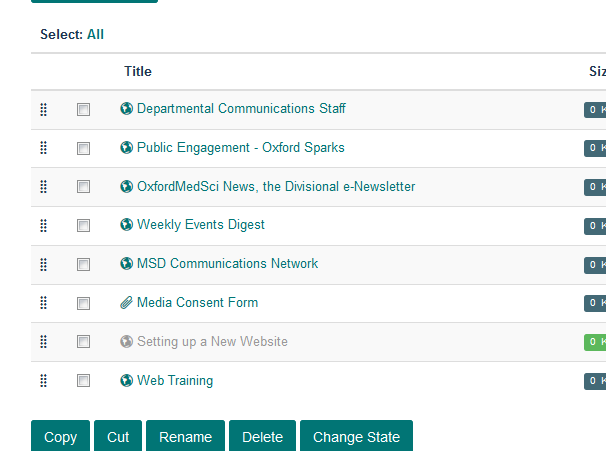 Select: All
Title Siz
Departmental Communications Staff 0 K
Public Engagement - Oxford Sparks 0 K
OxfordMedSci News, the Divisional e-Newsletter 0 K
Weekly Events Digest 0 K
MSD Communications Network 0 K
Media Consent Form 0 K
Setting up a New Website 0 K
Web Training 0 K
Copy Cut Rename Delete Change State